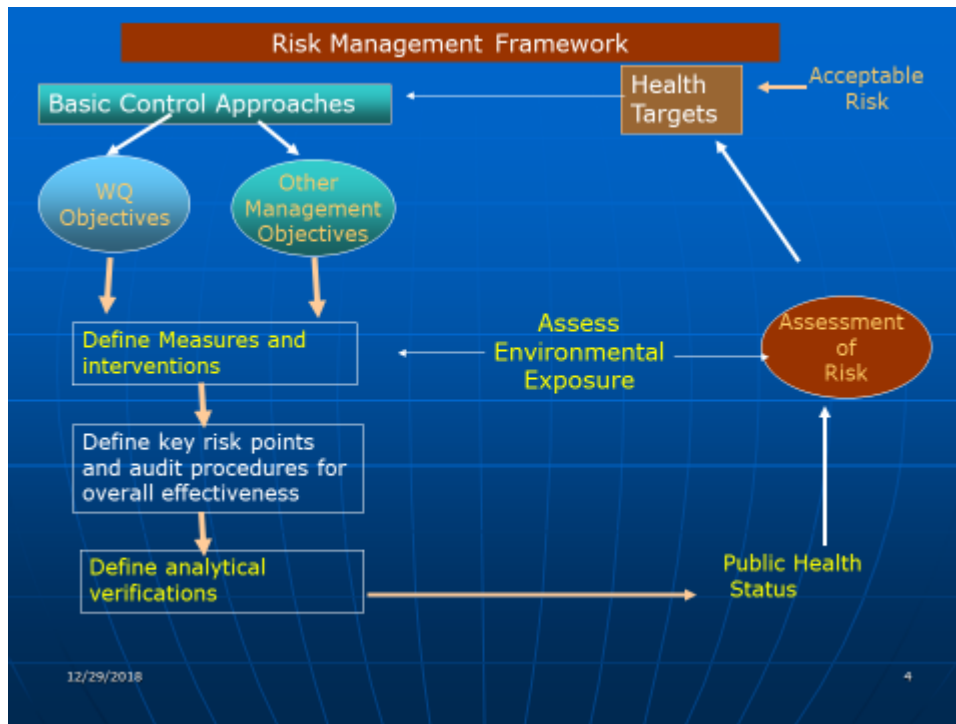 Risk Management Framework
Basic Control Approaches
Health
Targets
Acceptable
Risk
WQ
Objectives
Other
Management
Objectives
Define Measures and
interventions
Assess
Environmental
Exposure
Assessment
of
Risk
Define key risk points
and audit procedures for
overall effectiveness
Define analytical
verifications
Public Health
Status
12/29/2018
4